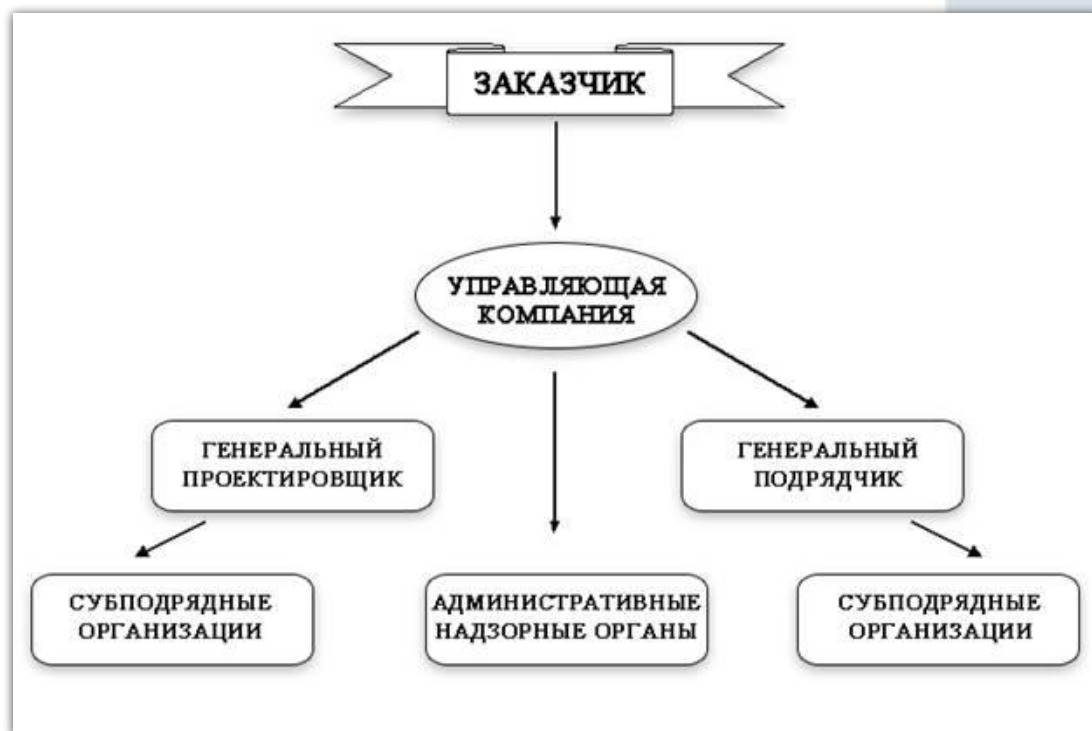 ЗАКАЗЧИК
УПРАВЛЯЮЩАЯ
КОМПАНИЯ
ГЕНЕРАЛЬНЫЙ
ПРОЕКТИРОВЩИК
ГЕНЕРАЛЬНЫЙ
ПОДРЯДЧИК
СУБПОДРЯДНЫЕ
ОРГАНИЗАЦИИ
АДМИНИСТРАТИВНЫЕ
НАДЗОРНЫЕ ОРГАНЫ
СУБПОДРЯДНЫЕ
ОРГАНИЗАЦИИ